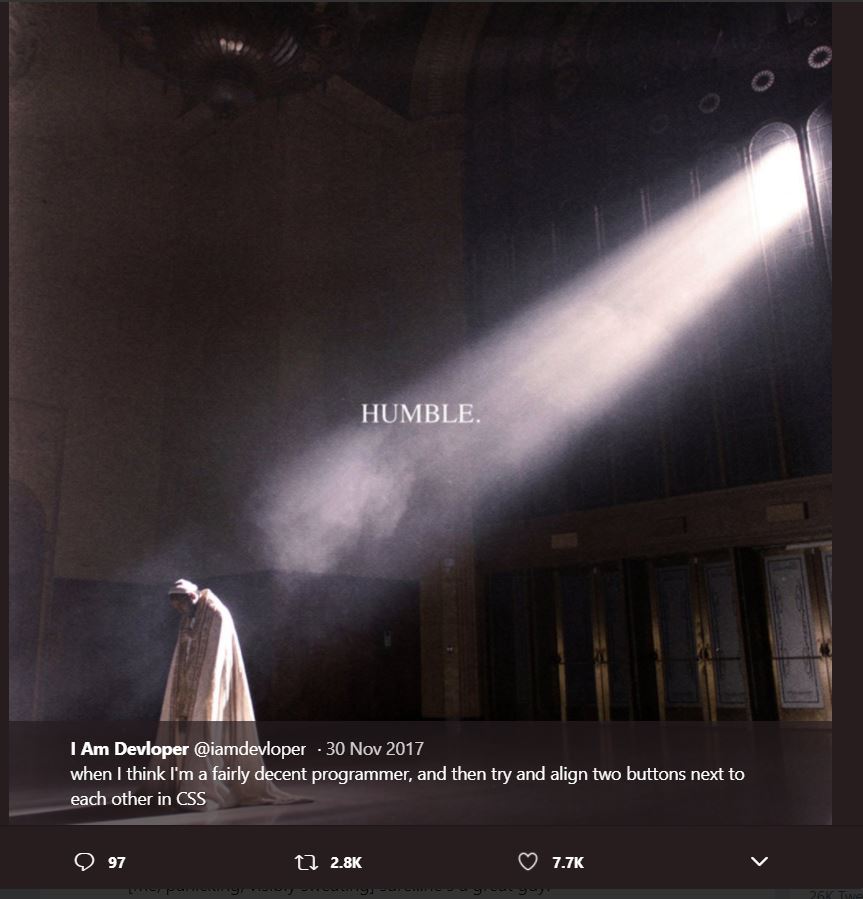 HUMBLE.
I Am Devloper @iamdevloper · 30 Nov 2017
when I think I'm a fairly decent programmer, and then try and align two buttons next to
each other in CSS
97 2.8K 7.7K